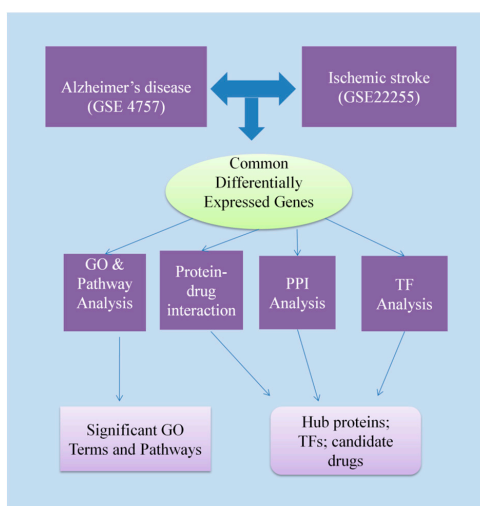 Alzheimer's disease
(GSE 4757)
Ischemic stroke
(GSE22255)
Common
Differentially
Expressed Genes
GO &
Pathway
Analysis
Protein-
drug
interaction
PPI
Analysis
TF
Analysis
Significant GO
Terms and Pathways
Hub proteins;
TFs; candidate
drugs